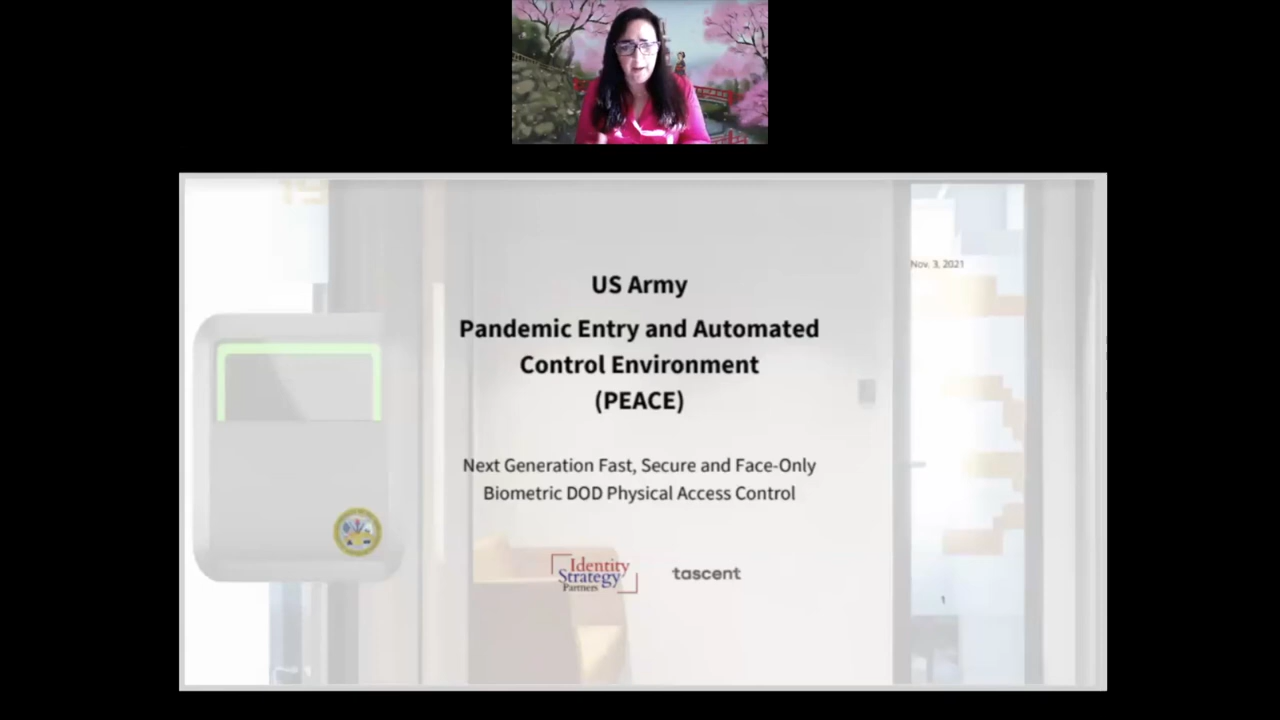 Nov. 3, 2021
US Army
Pandemic Entry and Automated
Control Environment
(PEACE)
Next Generation Fast, Secure and Face-Only
Biometric DOD Physical Access Control
Identity
Strategy
Partners
tascent
1